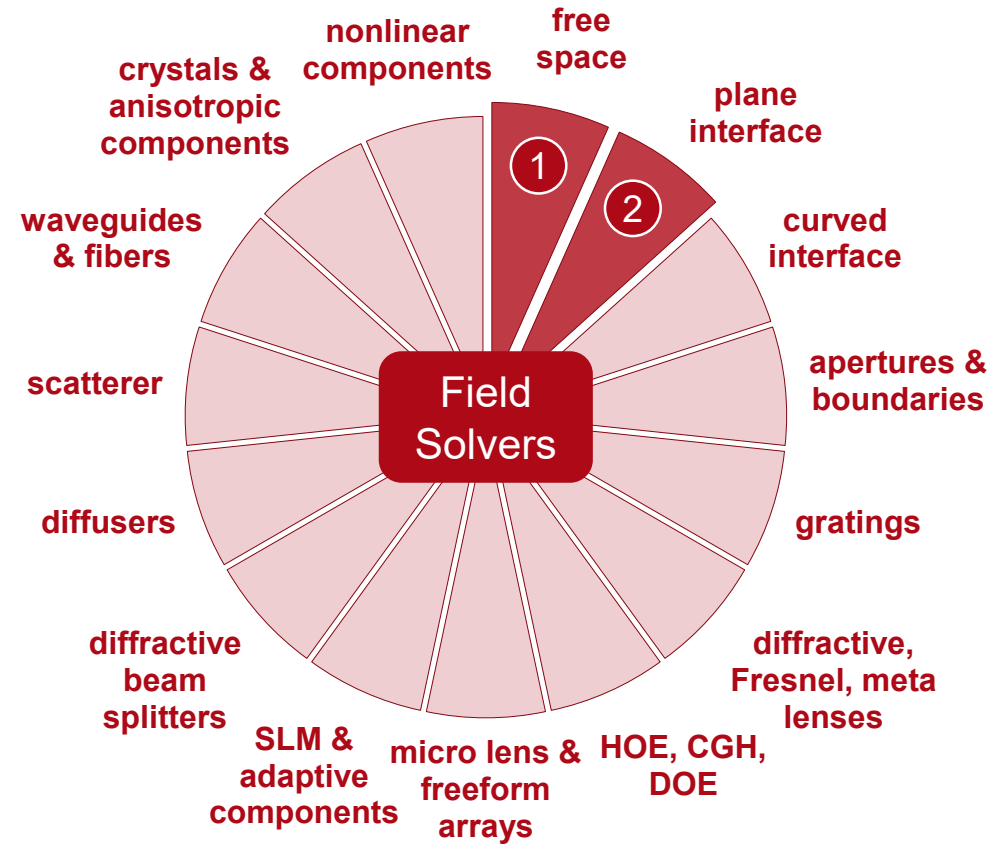 free
space
plane
interface
curved
interface
apertures &
boundaries
gratings
diffractive,
Fresnel, meta
lenses
HOE, CGH,
DOE
micro lens &
freeform
arrays
SLM &
adaptive
components
diffractive
beam
splitters
diffusers
scatterer
waveguides
& fibers
crystals &
anisotropic
components
nonlinear
components
1
2
Field
Solvers